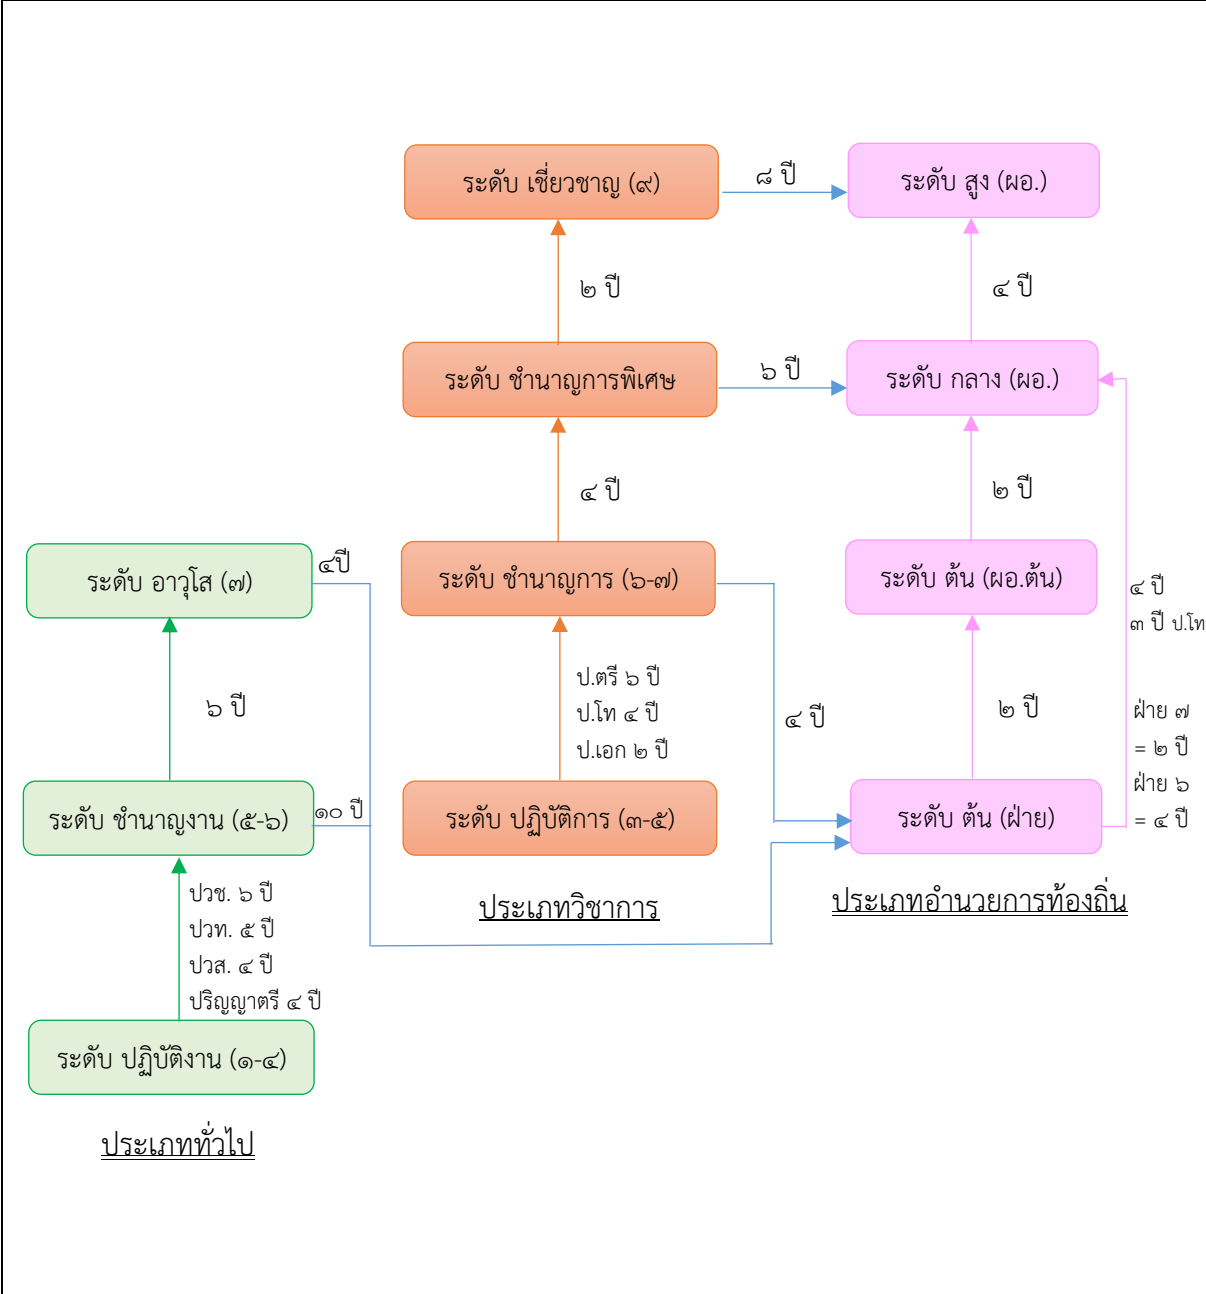 ระดับ เชี่ยวชาญ (๙)
๘ ปี
ระดับ สูง (ผอ.)
๒ ปี
๔ ปี
ระดับ ชำนาญการพิเศษ
๖ ปี
ระดับ กลาง (ผอ.)
๔ ปี
๒ ปี
ระดับ อาวุโส (๗)
๔ปี
ระดับ ชำนาญการ (๖-๗)
ระดับ ต้น (ผอ.ต้น)
๔ ปี
๓ ปี ป.โท
๖ ปี
ป.ตรี ๖ ปี
ป.โท ๔ ปี
ป.เอก ๒ ปี
๔ ปี
๒ ปี
ฝ่าย ๗
= ๒ ปี
ฝ่าย ๖
= ๔ ปี
ระดับ ชำนาญงาน (๕-๖)
๑๐ ปี
ระดับ ปฏิบัติการ (๓-๕)
ระดับ ต้น (ฝ่าย)
ปวช. ๖ ปี
ปวท. ๕ ปี
ปวส. ๔ ปี
ปริญญาตรี ๔ ปี
ประเภทวิชาการ
ประเภทอำนวยการท้องถิ่น
ระดับ ปฏิบัติงาน (๑-๔)
ประเภททั่วไป